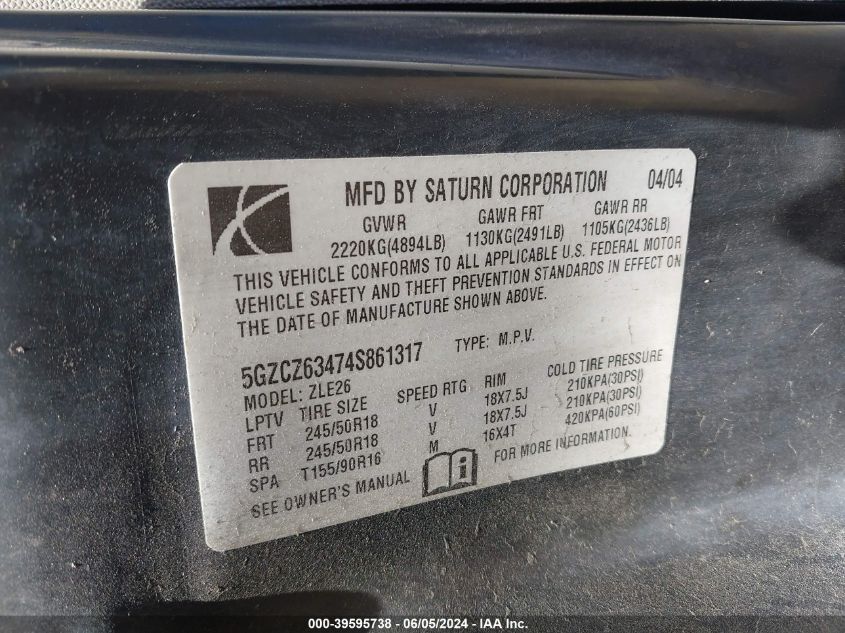 MFD BY SATURN CORPORATION 04/04
GVWR GAWR FRT GAWR RR
2220KG(4894LB) 1130KG(2491LB) 1105KG(2436LB)
THIS VEHICLE CONFORMS TO ALL APPLICABLE U.S. FEDERAL MOTOR
VEHICLE SAFETY AND THEFT PREVENTION STANDARDS IN EFFECT ON
THE DATE OF MANUFACTURE SHOWN ABOVE.
5GZCZ63474S861317 TYPE: M.P.V.
MODEL: ZLE26
LPTV TIRE SIZE SPEED RTG RIM COLD TIRE PRESSURE
FRT 245/50R18 V 18X7.5J 210KPA(30PSI)
RR 245/50R18 V 18X7.5J 210KPA(30PSI)
SPA T155/90R16 M 16X4T 420KPA(60PSI)
SEE OWNER'S MANUAL FOR MORE INFORMATION.
000-39595738 - 06/05/2024 - IAA Inc.